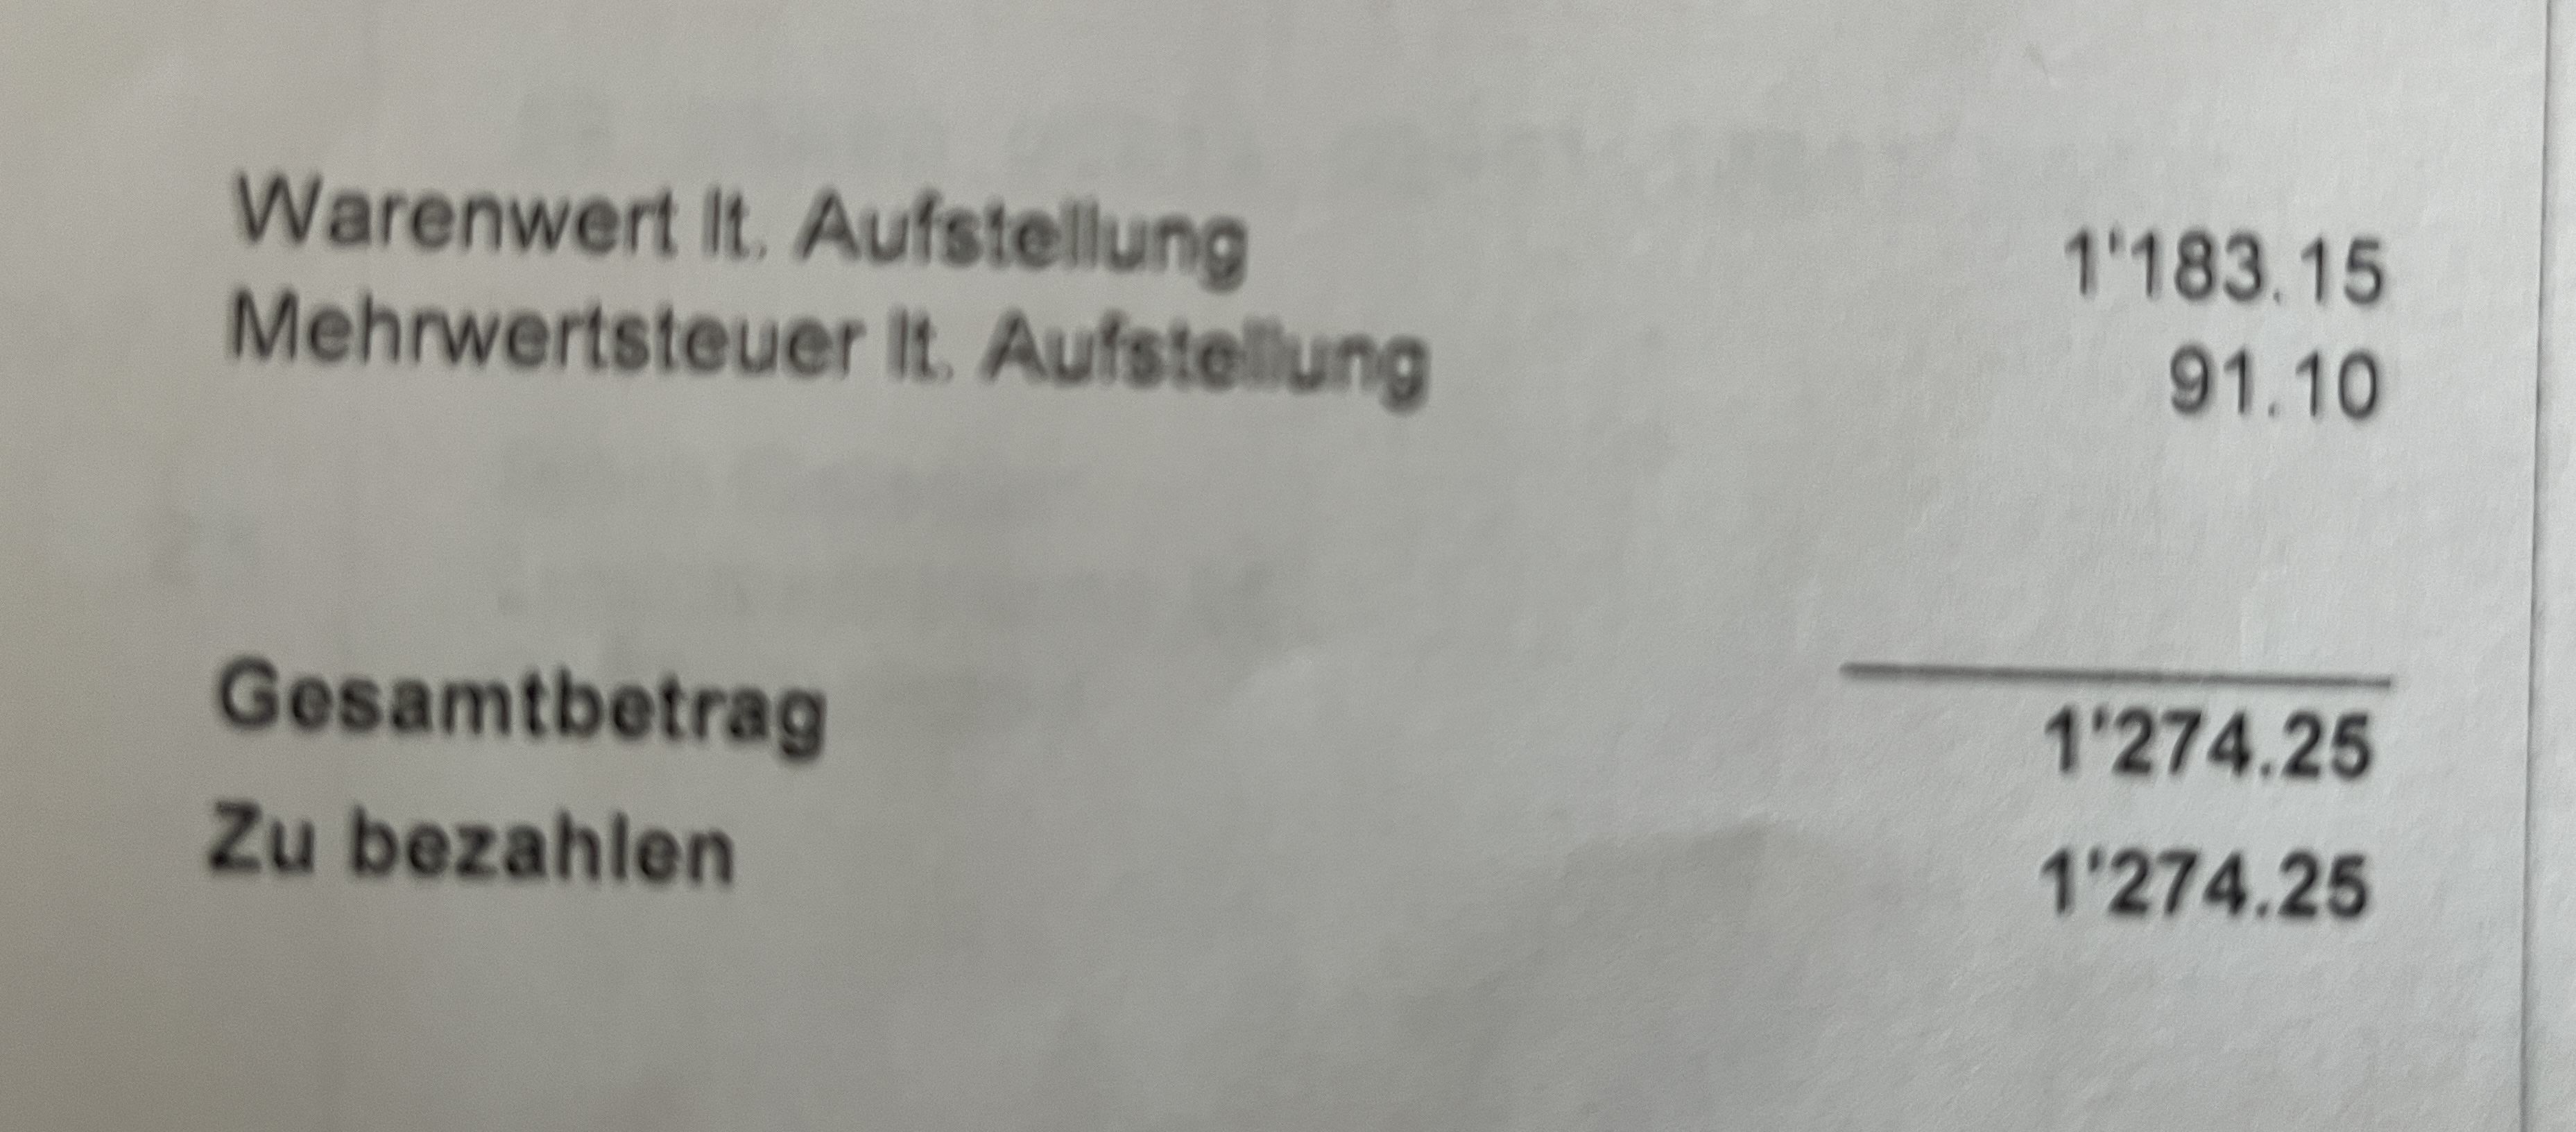 Warenwert lt. Aufstellung 1'183.15
Mehrwertsteuer lt. Aufstellung 91.10
Gesamtbetrag 1'274.25
Zu bezahlen 1'274.25